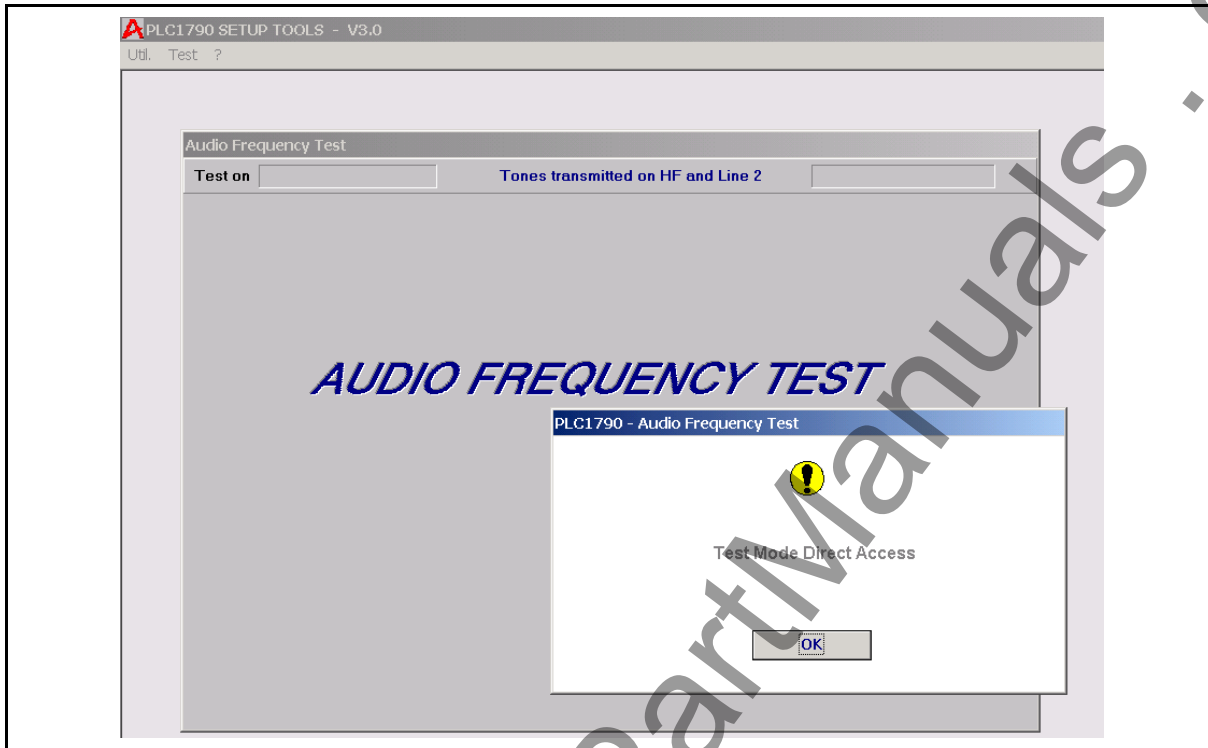 PLC1790 SETUP TOOLS - V3.0
Util. Test ?
Audio Frequency Test
Test on Tones transmitted on HF and Line 2
AUDIO FREQUENCY TEST
PLC1790 - Audio Frequency Test
Test Mode Direct Access
OK
artManuals.